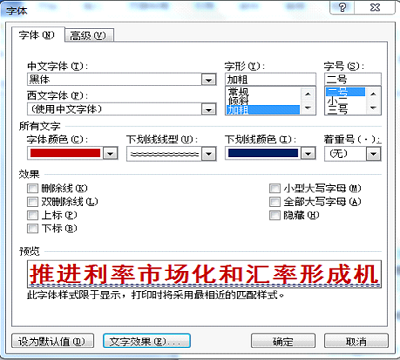 字体
字体(N) 高级(V)
中文字体(T): 字形(Y): 字号(S):
黑体 加粗 二号
西文字体(F): 常规 二号
(使用中文字体) 倾斜 小二
加粗 三号
所有文字
字体颜色(C): 下划线线型(U): 下划线颜色(I): 着重号(·):
(无)
效果
删除线(K) 小型大写字母(M)
双删除线(L) 全部大写字母(A)
上标(P) 隐藏(H)
下标(B)
预览
推进利率市场化和汇率形成机
此字体样式限于显示，打印时将采用最相近的匹配样式。
设为默认值(D) 文字效果(E)... 确定 取消